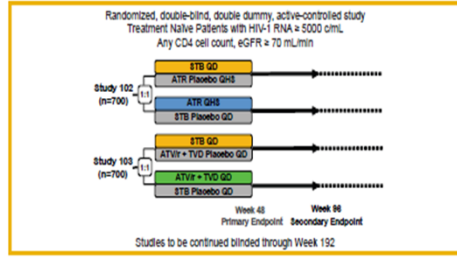 Randomized, double-blind, double dummy, active-controlled study
Treatment Naïve Patients with HIV-1 RNA ≥ 5000 c/mL
Any CD4 cell count, eGFR ≥ 70 mL/min
STB QD
ATR Placebo QHS
Study 102
(n=700)
1:1
ATR QHS
STB Placebo QD
STB QD
ATV/r + TVD Placebo QD
Study 103
(n=700)
1:1
ATV/r + TVD QD
STB Placebo QD
Week 48
Primary Endpoint
Week 96
Secondary Endpoint
Studies to be continued blinded through Week 192